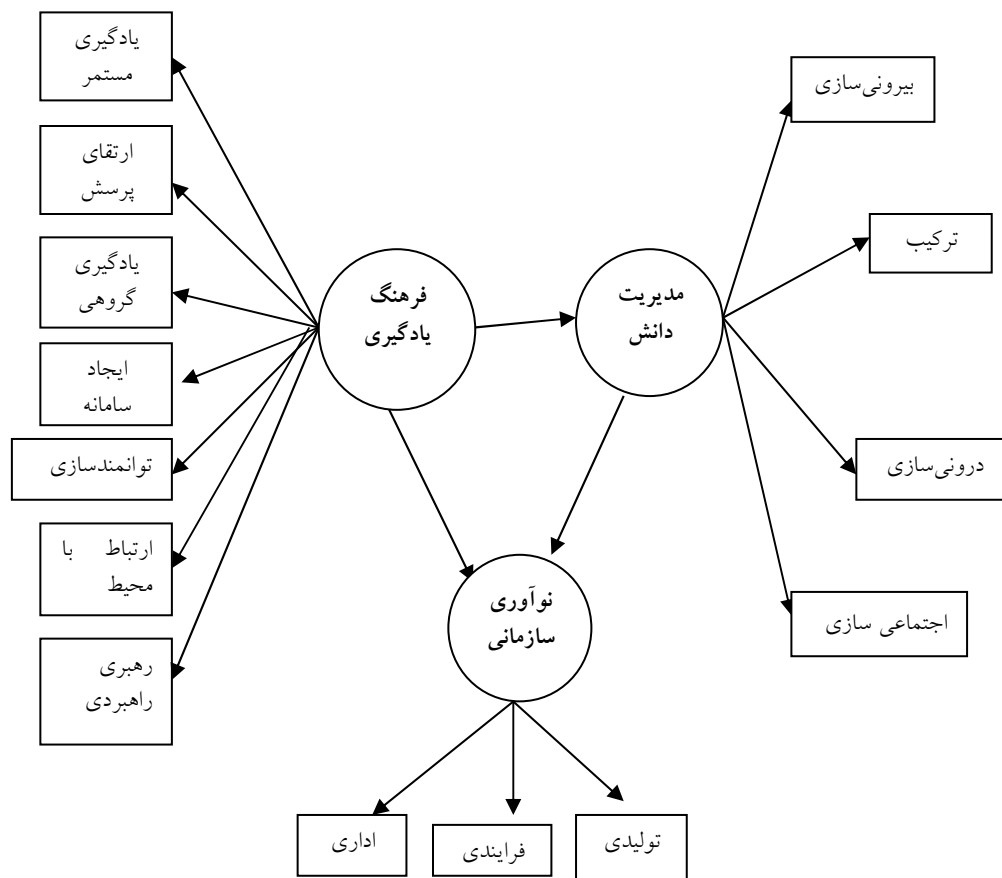 یادگیری
مستمر
ارتقای
پرسش
یادگیری
گروهی
ایجاد
سامانه
توانمندسازی
ارتباط با
محیط
رهبری
راهبردی
فرهنگ
یادگیری
مدیریت
دانش
نوآوری
سازمانی
بیرونی‌سازی
ترکیب
درونی‌سازی
اجتماعی سازی
اداری
فرایندی
تولیدی